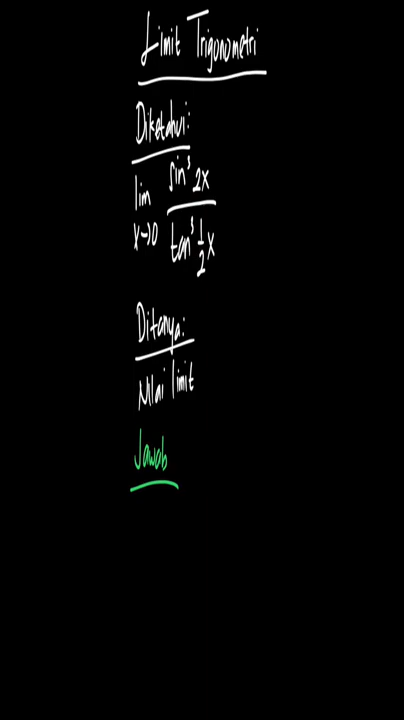 Limit Trigonometri
Diketahui:
lim x→0 sin³ 2x / tan³ ½x
Ditanya:
Nilai limit
Jawab